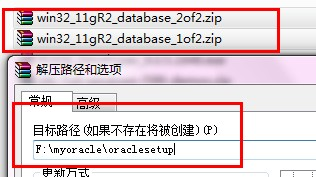 win32_11gR2_database_2of2.zip
win32_11gR2_database_1of2.zip
解压路径和选项
常规 高级
目标路径(如果不存在将被创建)(P)
F:\myoracle\oraclesetup
更新方式